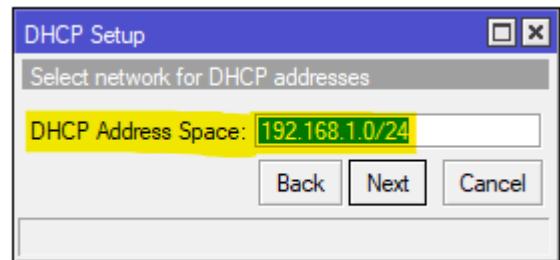 DHCP Setup
Select network for DHCP addresses
DHCP Address Space: 192.168.1.0/24
Back Next Cancel